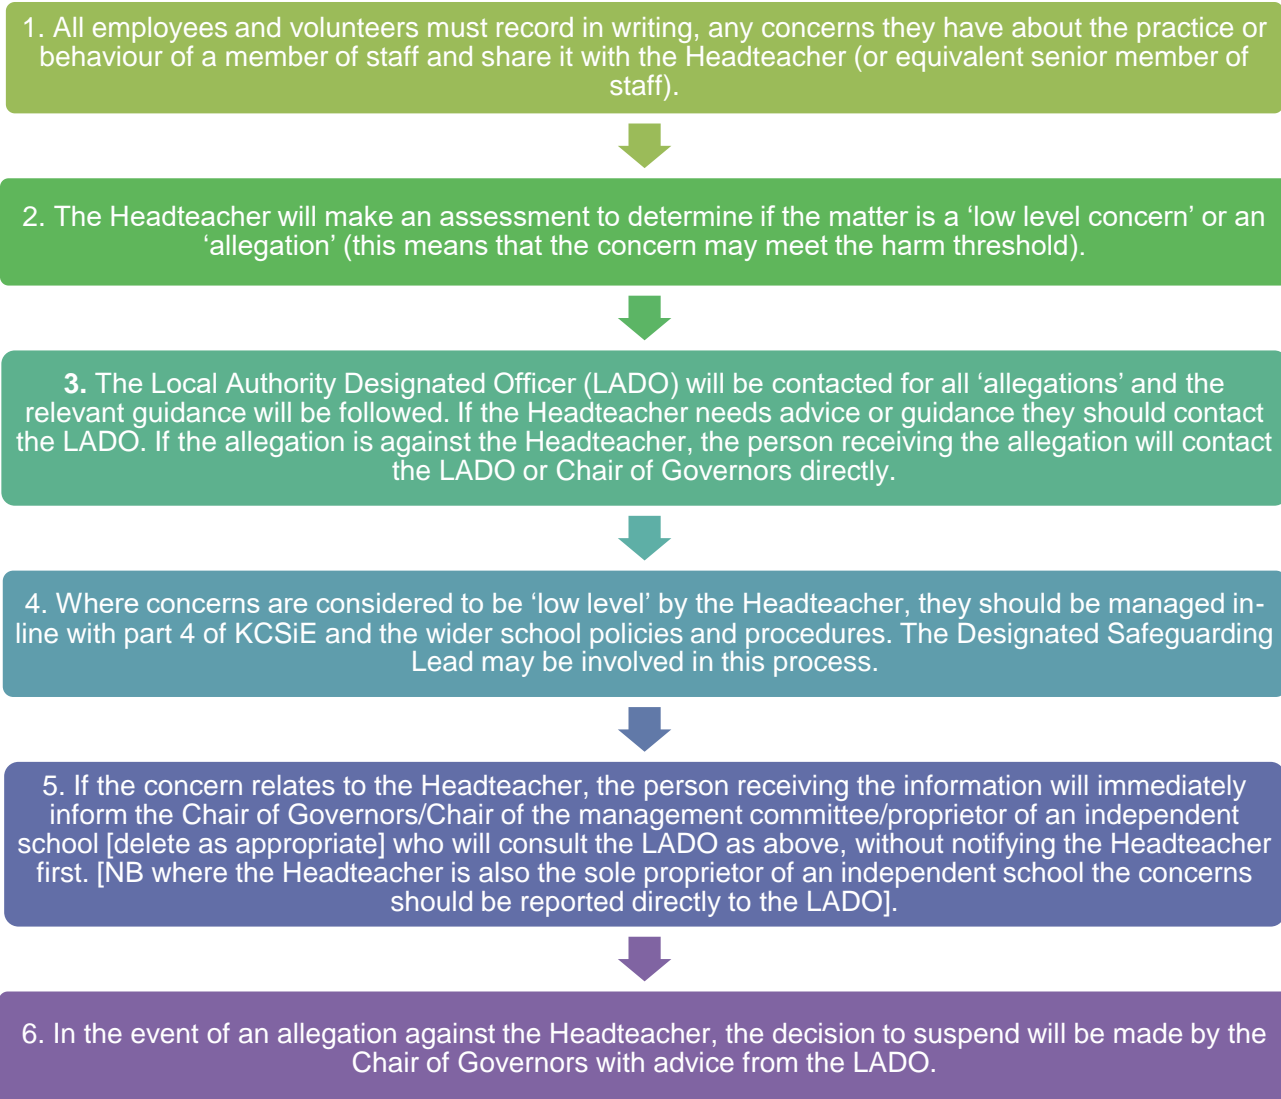 1. All employees and volunteers must record in writing, any concerns they have about the practice or
behaviour of a member of staff and share it with the Headteacher (or equivalent senior member of
staff).
2. The Headteacher will make an assessment to determine if the matter is a ‘low level concern’ or an
‘allegation’ (this means that the concern may meet the harm threshold).
3. The Local Authority Designated Officer (LADO) will be contacted for all ‘allegations’ and the
relevant guidance will be followed. If the Headteacher needs advice or guidance they should contact
the LADO. If the allegation is against the Headteacher, the person receiving the allegation will contact
the LADO or Chair of Governors directly.
4. Where concerns are considered to be ‘low level’ by the Headteacher, they should be managed in-
line with part 4 of KCSiE and the wider school policies and procedures. The Designated Safeguarding
Lead may be involved in this process.
5. If the concern relates to the Headteacher, the person receiving the information will immediately
inform the Chair of Governors/Chair of the management committee/proprietor of an independent
school [delete as appropriate] who will consult the LADO as above, without notifying the Headteacher
first. [NB where the Headteacher is also the sole proprietor of an independent school the concerns
should be reported directly to the LADO].
6. In the event of an allegation against the Headteacher, the decision to suspend will be made by the
Chair of Governors with advice from the LADO.